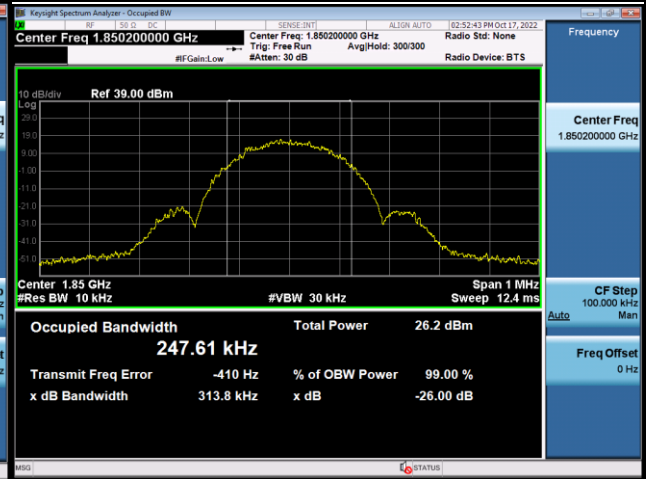 Keysight Spectrum Analyzer - Occupied BW
RF 50 Ω DC SENSE:INT ALIGN AUTO 02:52:43 PM Oct 17, 2022
Center Freq 1.850200000 GHz Center Freq: 1.850200000 GHz Radio Std: None
Trig: Free Run Avg|Hold: 300/300
#IFGain:Low #Atten: 30 dB Radio Device: BTS
Frequency
10 dB/div Ref 39.00 dBm
Log
29.0
19.0
9.00
-1.00
-11.0
-21.0
-31.0
-41.0
-51.0
Center Freq
1.850200000 GHz
Center 1.85 GHz Span 1 MHz
#Res BW 10 kHz #VBW 30 kHz Sweep 12.4 ms
CF Step
100.000 kHz
Auto Man
Occupied Bandwidth Total Power 26.2 dBm
247.61 kHz
Transmit Freq Error -410 Hz % of OBW Power 99.00 %
x dB Bandwidth 313.8 kHz x dB -26.00 dB
Freq Offset
0 Hz
MSG STATUS